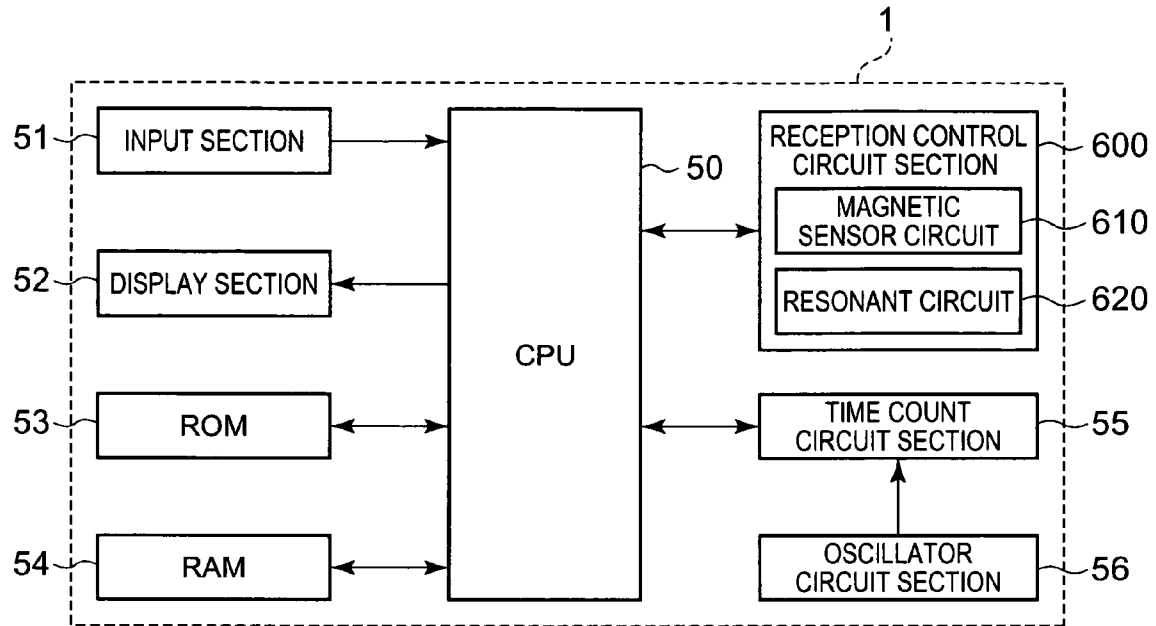 1
51
INPUT SECTION
52
DISPLAY SECTION
53
ROM
54
RAM
CPU
50
RECEPTION CONTROL
CIRCUIT SECTION
600
MAGNETIC
SENSOR CIRCUIT
610
RESONANT CIRCUIT
620
TIME COUNT
CIRCUIT SECTION
55
OSCILLATOR
CIRCUIT SECTION
56